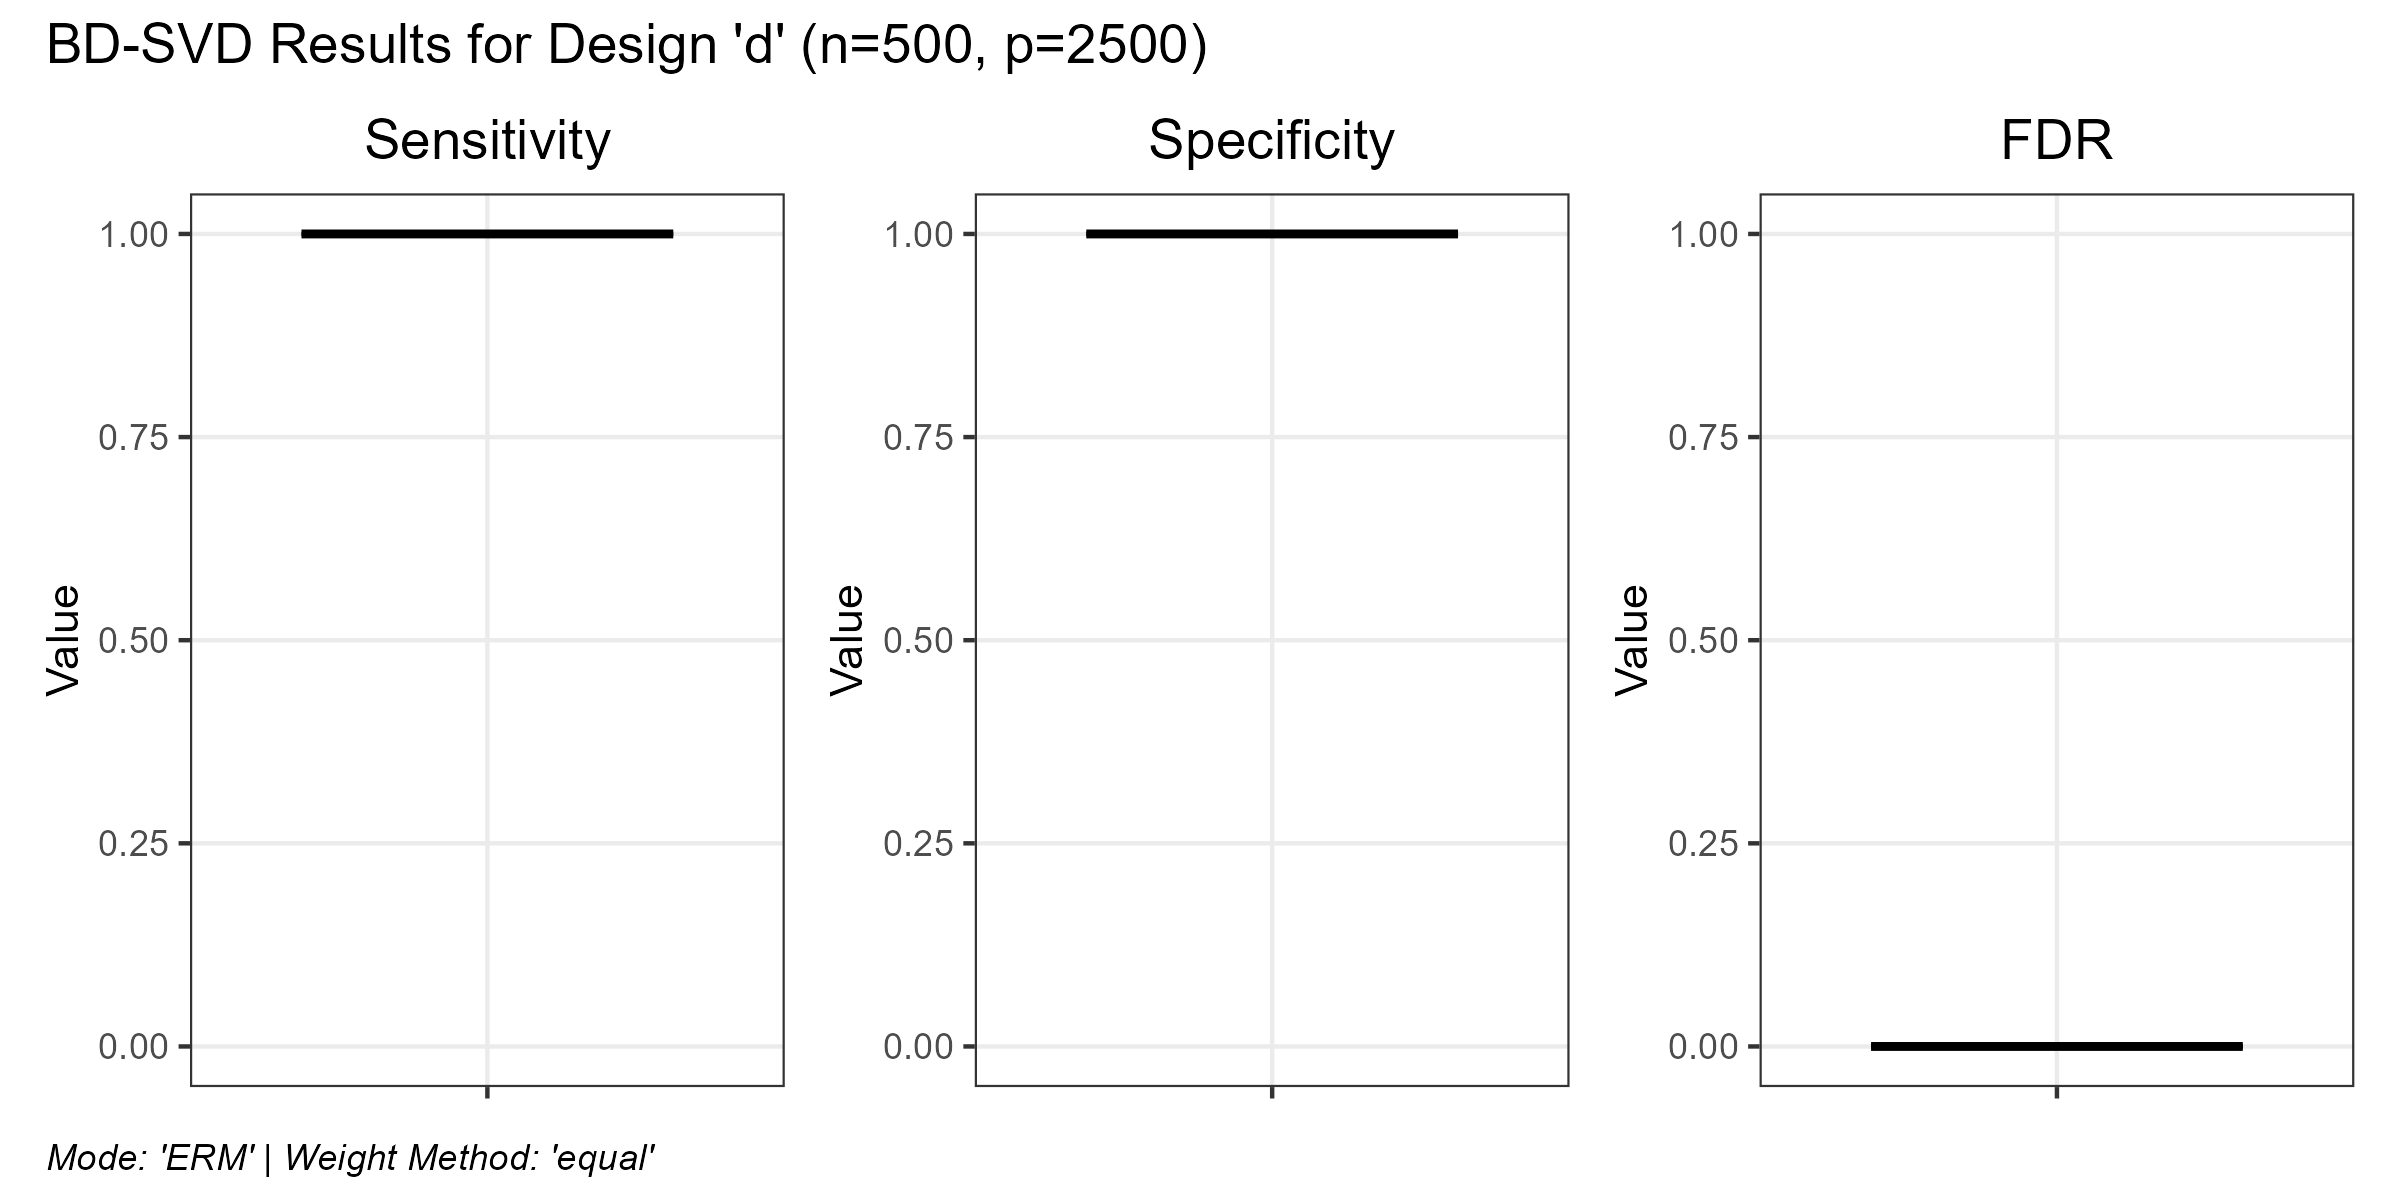 BD-SVD Results for Design 'd' (n=500, p=2500)
Sensitivity
Value
1.00
0.75
0.50
0.25
0.00
Specificity
Value
1.00
0.75
0.50
0.25
0.00
FDR
Value
1.00
0.75
0.50
0.25
0.00
Mode: 'ERM' | Weight Method: 'equal'